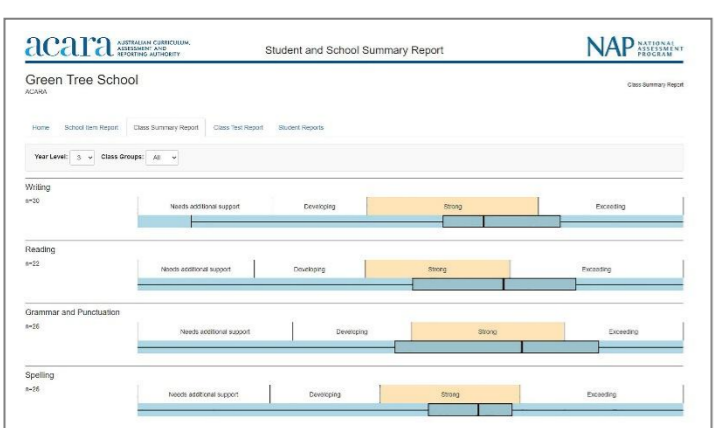 acara AUSTRALIAN CURRICULUM,
ASSESSMENT AND
REPORTING AUTHORITY
Student and School Summary Report
NAP NATIONAL
ASSESSMENT
PROGRAM
Green Tree School
ACARA
Class Summary Report
Home School Item Report Class Summary Report Class Test Report Student Reports
Year Level: 3 Class Groups: All
Writing
n=30
Needs additional support Developing Strong Exceeding
Reading
n=22
Needs additional support Developing Strong Exceeding
Grammar and Punctuation
n=26
Needs additional support Developing Strong Exceeding
Spelling
n=26
Needs additional support Developing Strong Exceeding